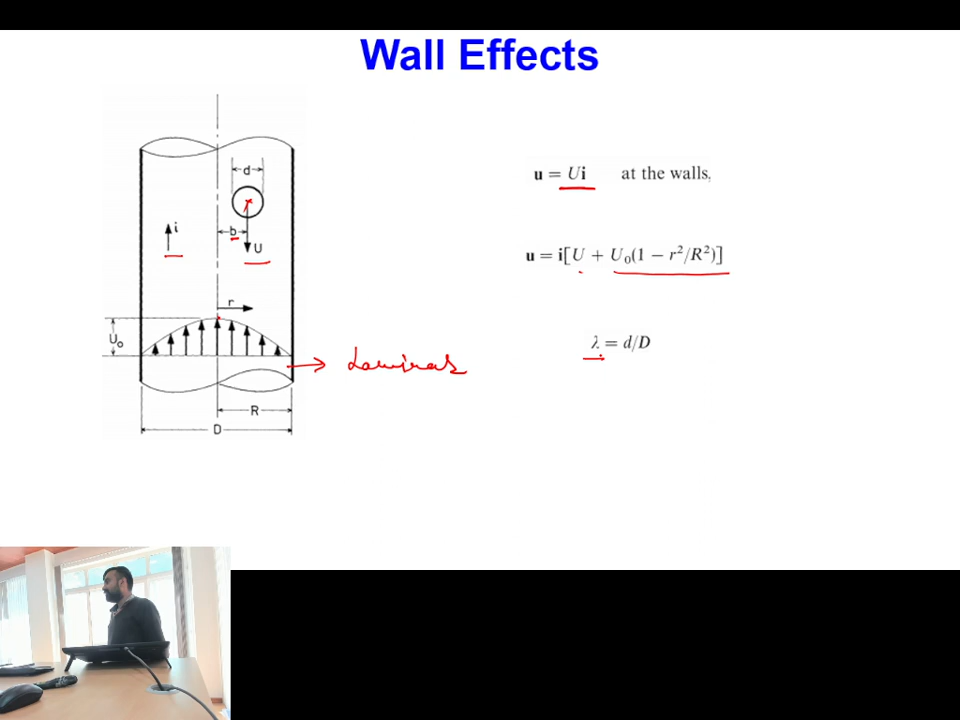 Wall Effects
d
i
b
U
r
U₀
R
D
Laminar
u = Ui at the walls,
u = i[U + U₀(1 − r²/R²)]
λ = d/D